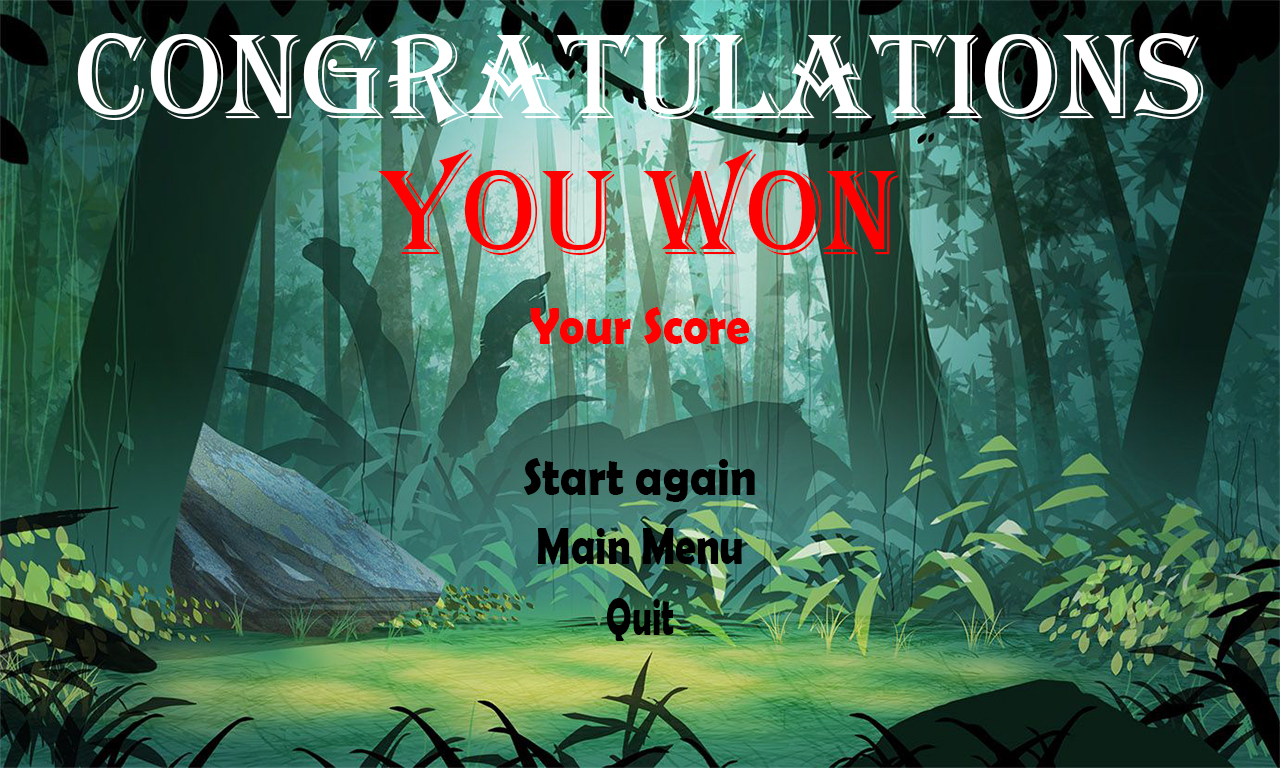 CONGRATULATIONS
YOU WON
Your Score
Start again
Main Menu
Quit